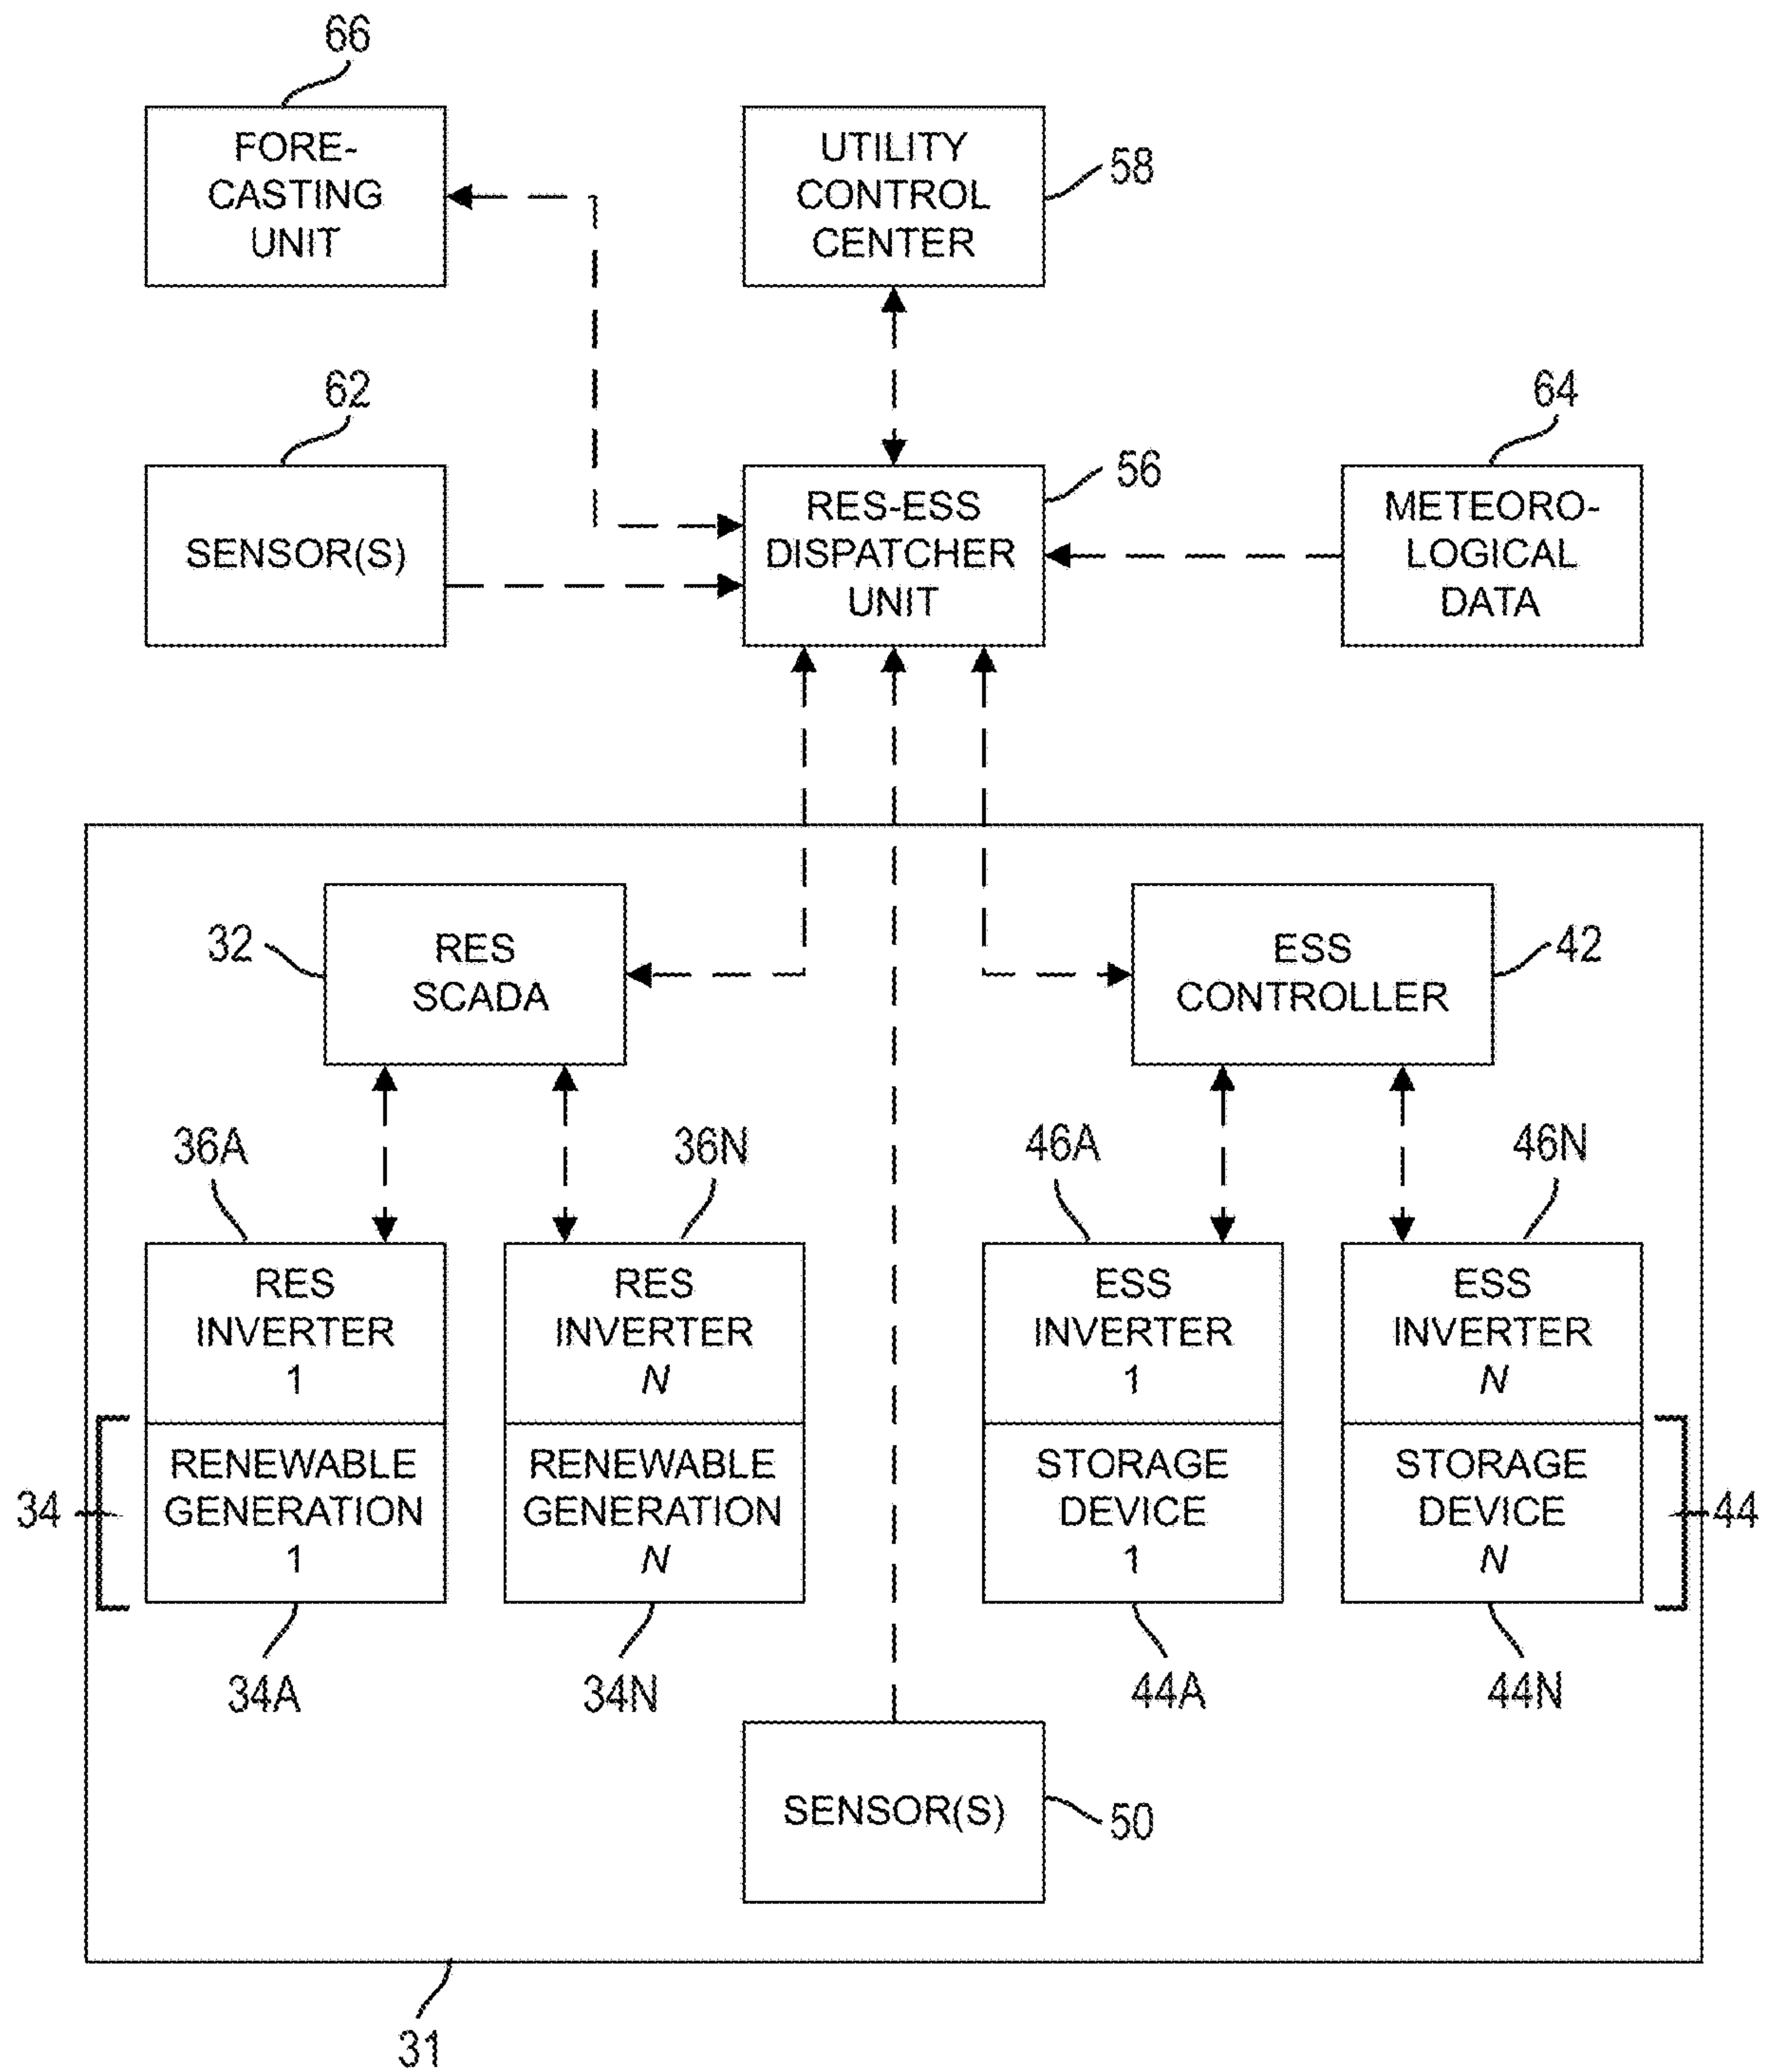 66
FORE-
CASTING
UNIT
UTILITY
CONTROL
CENTER
58
62
SENSOR(S)
RES-ESS
DISPATCHER
UNIT
56
64
METEORO-
LOGICAL
DATA
32
RES
SCADA
ESS
CONTROLLER
42
36A
36N
46A
46N
RES
INVERTER
1
RES
INVERTER
N
ESS
INVERTER
1
ESS
INVERTER
N
34
RENEWABLE
GENERATION
1
RENEWABLE
GENERATION
N
STORAGE
DEVICE
1
STORAGE
DEVICE
N
44
34A
34N
44A
44N
SENSOR(S)
50
31